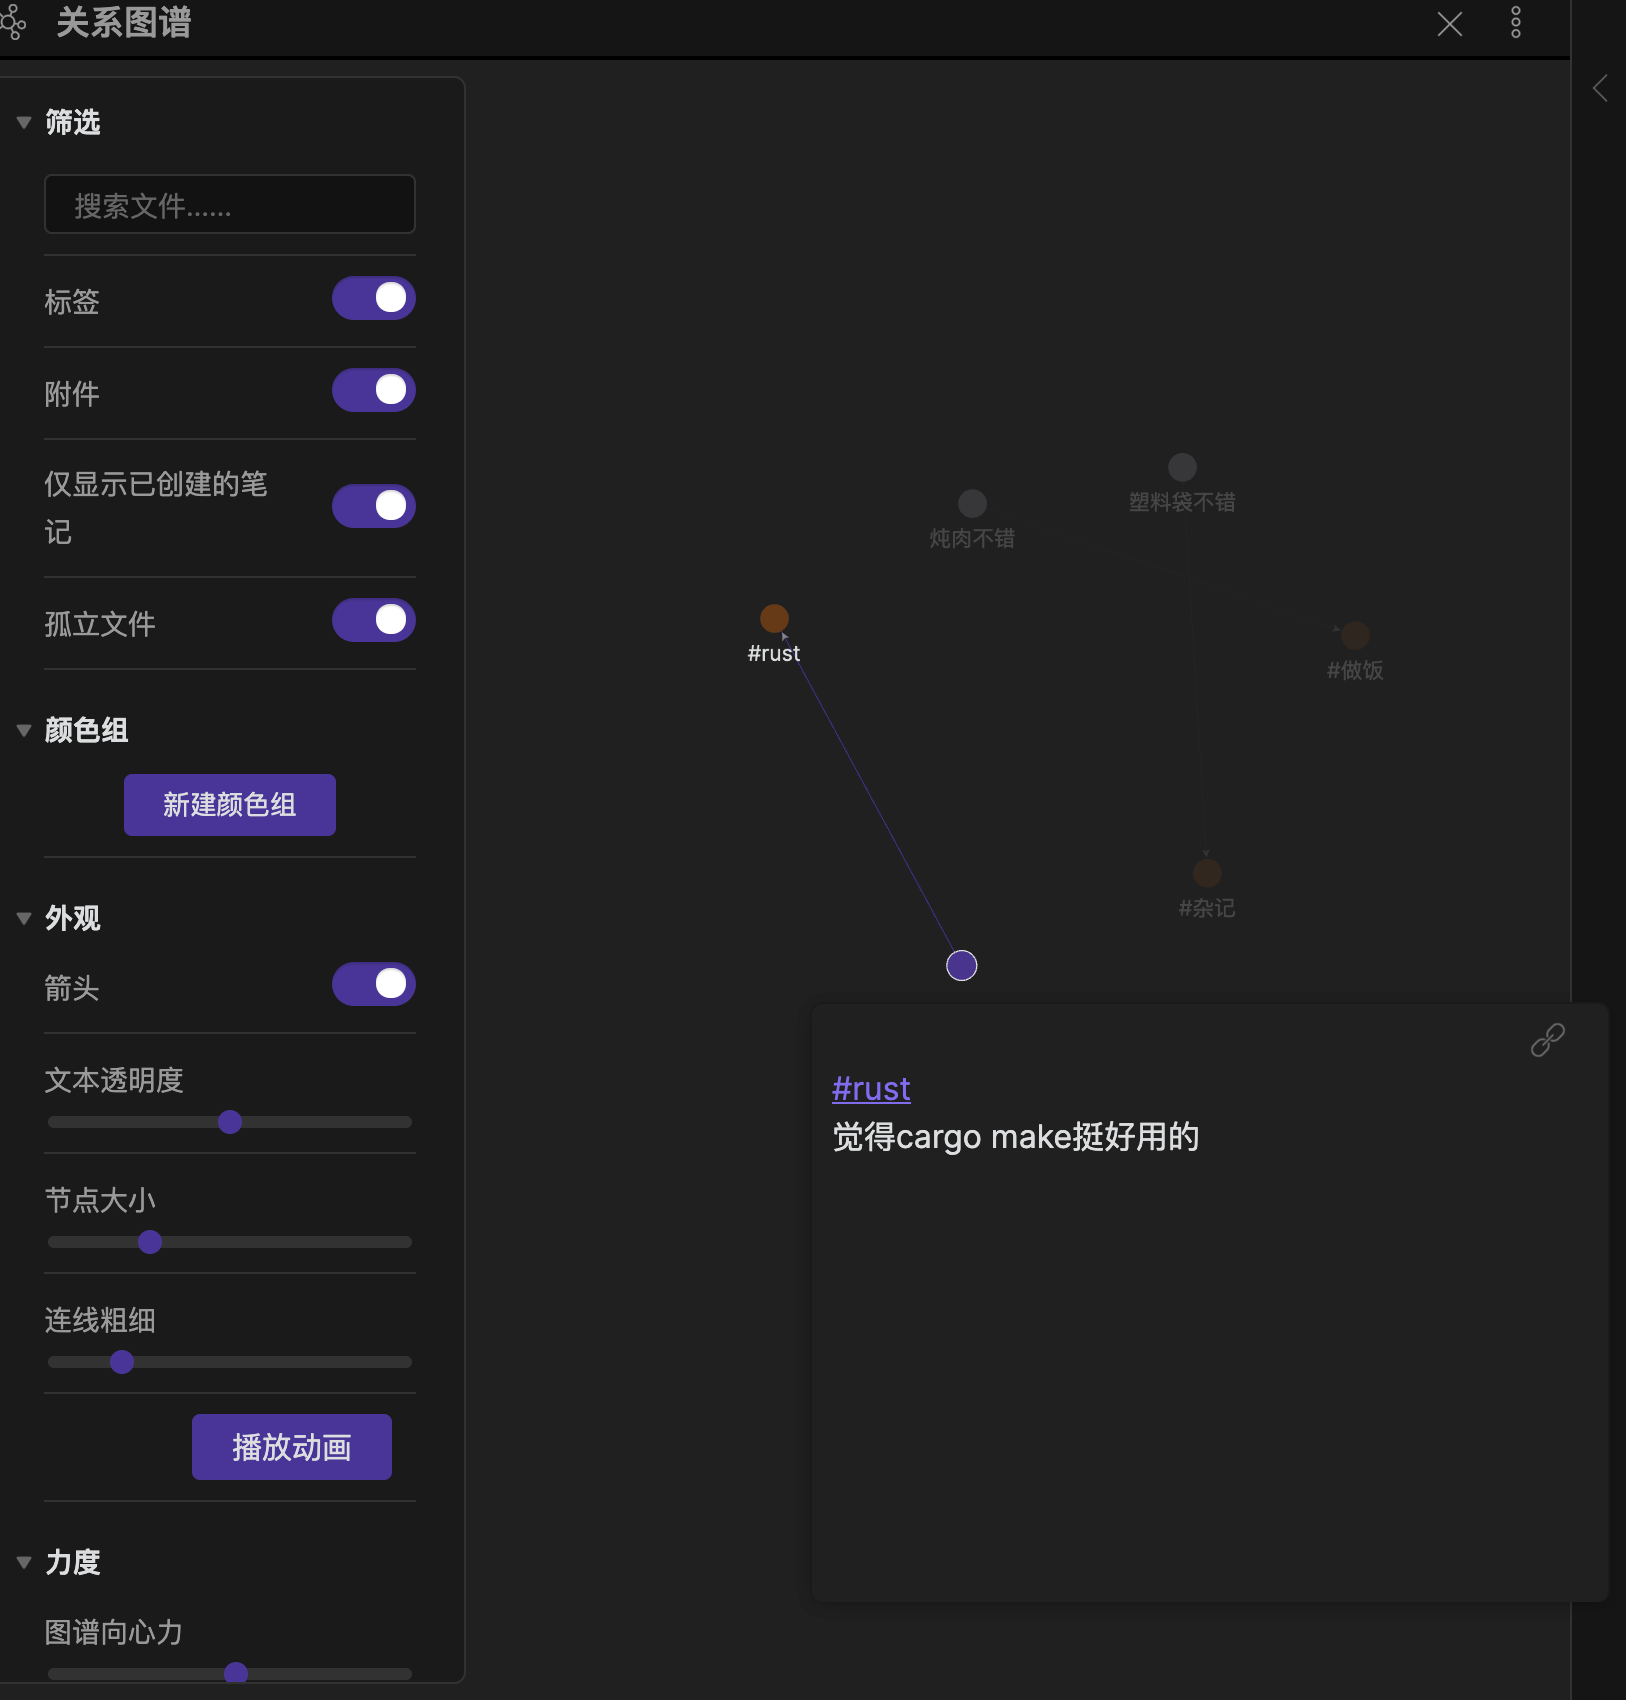 关系图谱
筛选
搜索文件......
标签
附件
仅显示已创建的笔
记
孤立文件
颜色组
新建颜色组
外观
箭头
文本透明度
节点大小
连线粗细
播放动画
力度
图谱向心力
塑料袋不错
炖肉不错
#rust
#做饭
#杂记
#rust
觉得cargo make挺好用的